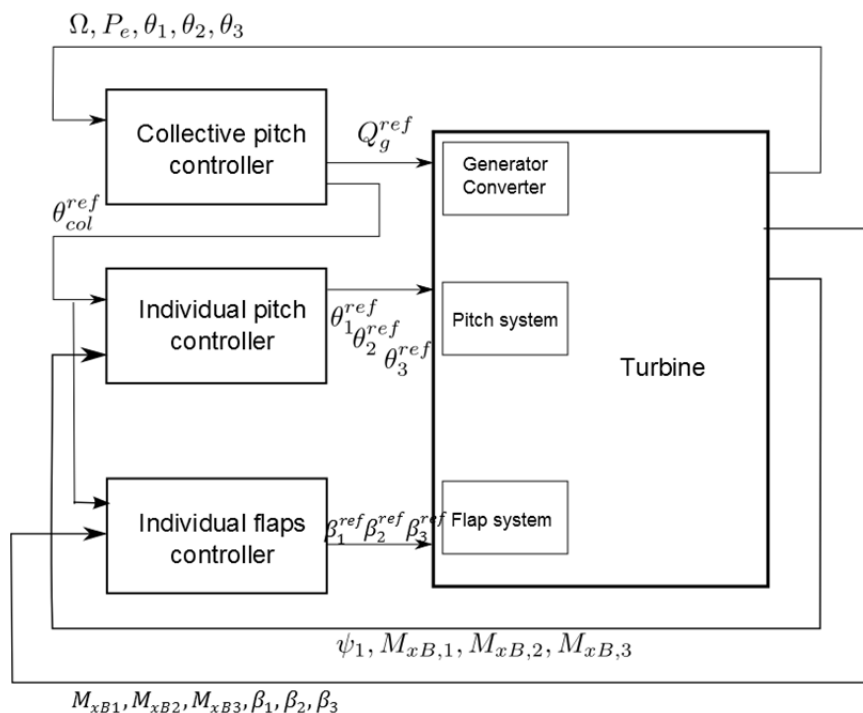 Ω, P_e, θ_1, θ_2, θ_3
Collective pitch
controller
Q_g^{ref}
Generator
Converter
θ_{col}^{ref}
Individual pitch
controller
θ_1^{ref}
θ_2^{ref}
θ_3^{ref}
Pitch system
Turbine
Individual flaps
controller
β_1^{ref} β_2^{ref} β_3^{ref}
Flap system
ψ_1, M_{xB,1}, M_{xB,2}, M_{xB,3}
M_{xB1}, M_{xB2}, M_{xB3}, β_1, β_2, β_3